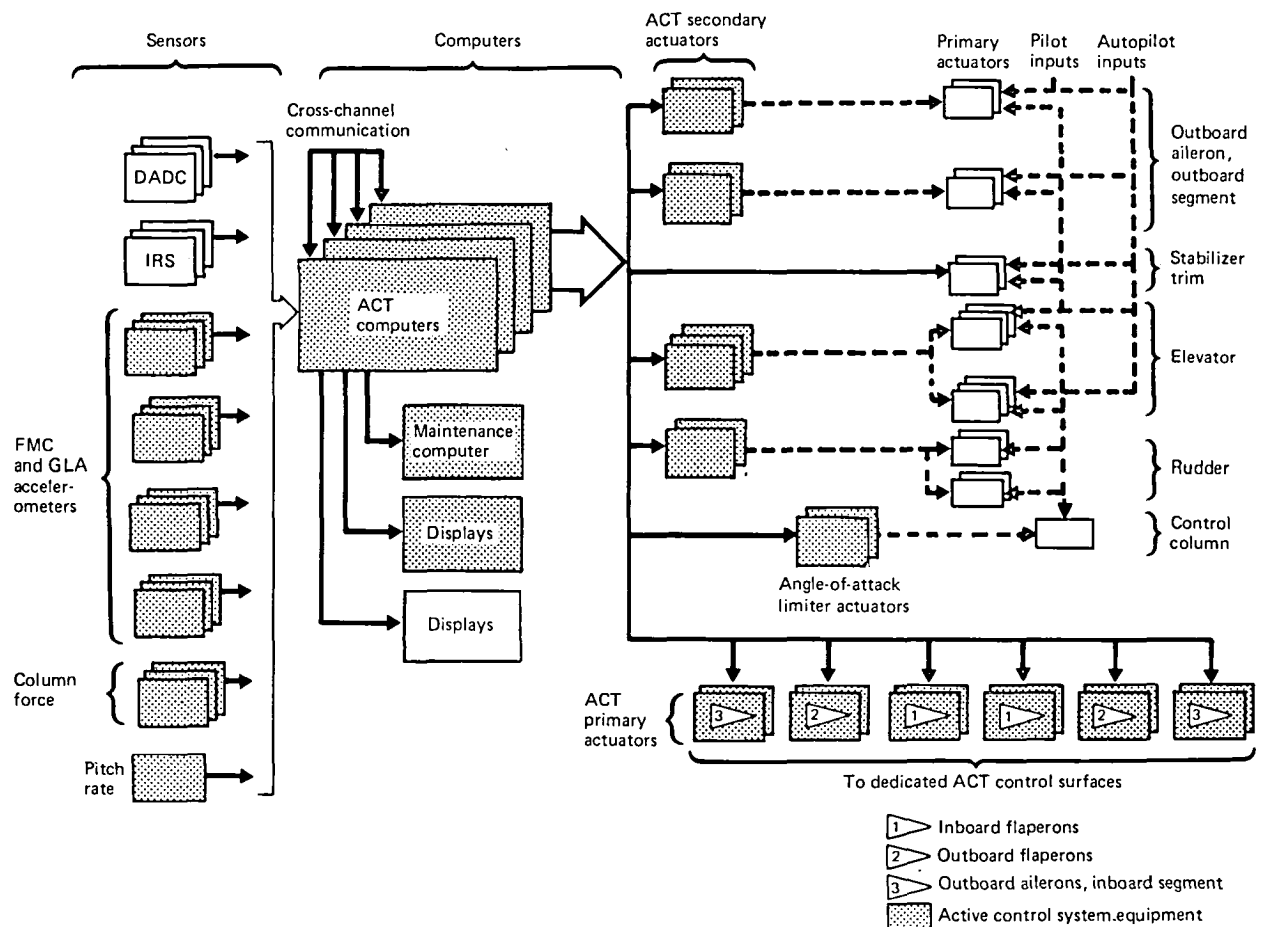 Sensors
Computers
ACT secondary
actuators
Primary
actuators
Pilot
inputs
Autopilot
inputs
Cross-channel
communication
DADC
IRS
ACT
computers
FMC
and GLA
acceler-
ometers
Maintenance
computer
Displays
Displays
Column
force
Pitch
rate
Outboard
aileron,
outboard
segment
Stabilizer
trim
Elevator
Rudder
Control
column
Angle-of-attack
limiter actuators
ACT
primary
actuators
3
2
1
1
2
3
To dedicated ACT control surfaces
1 Inboard flaperons
2 Outboard flaperons
3 Outboard ailerons, inboard segment
Active control system.equipment